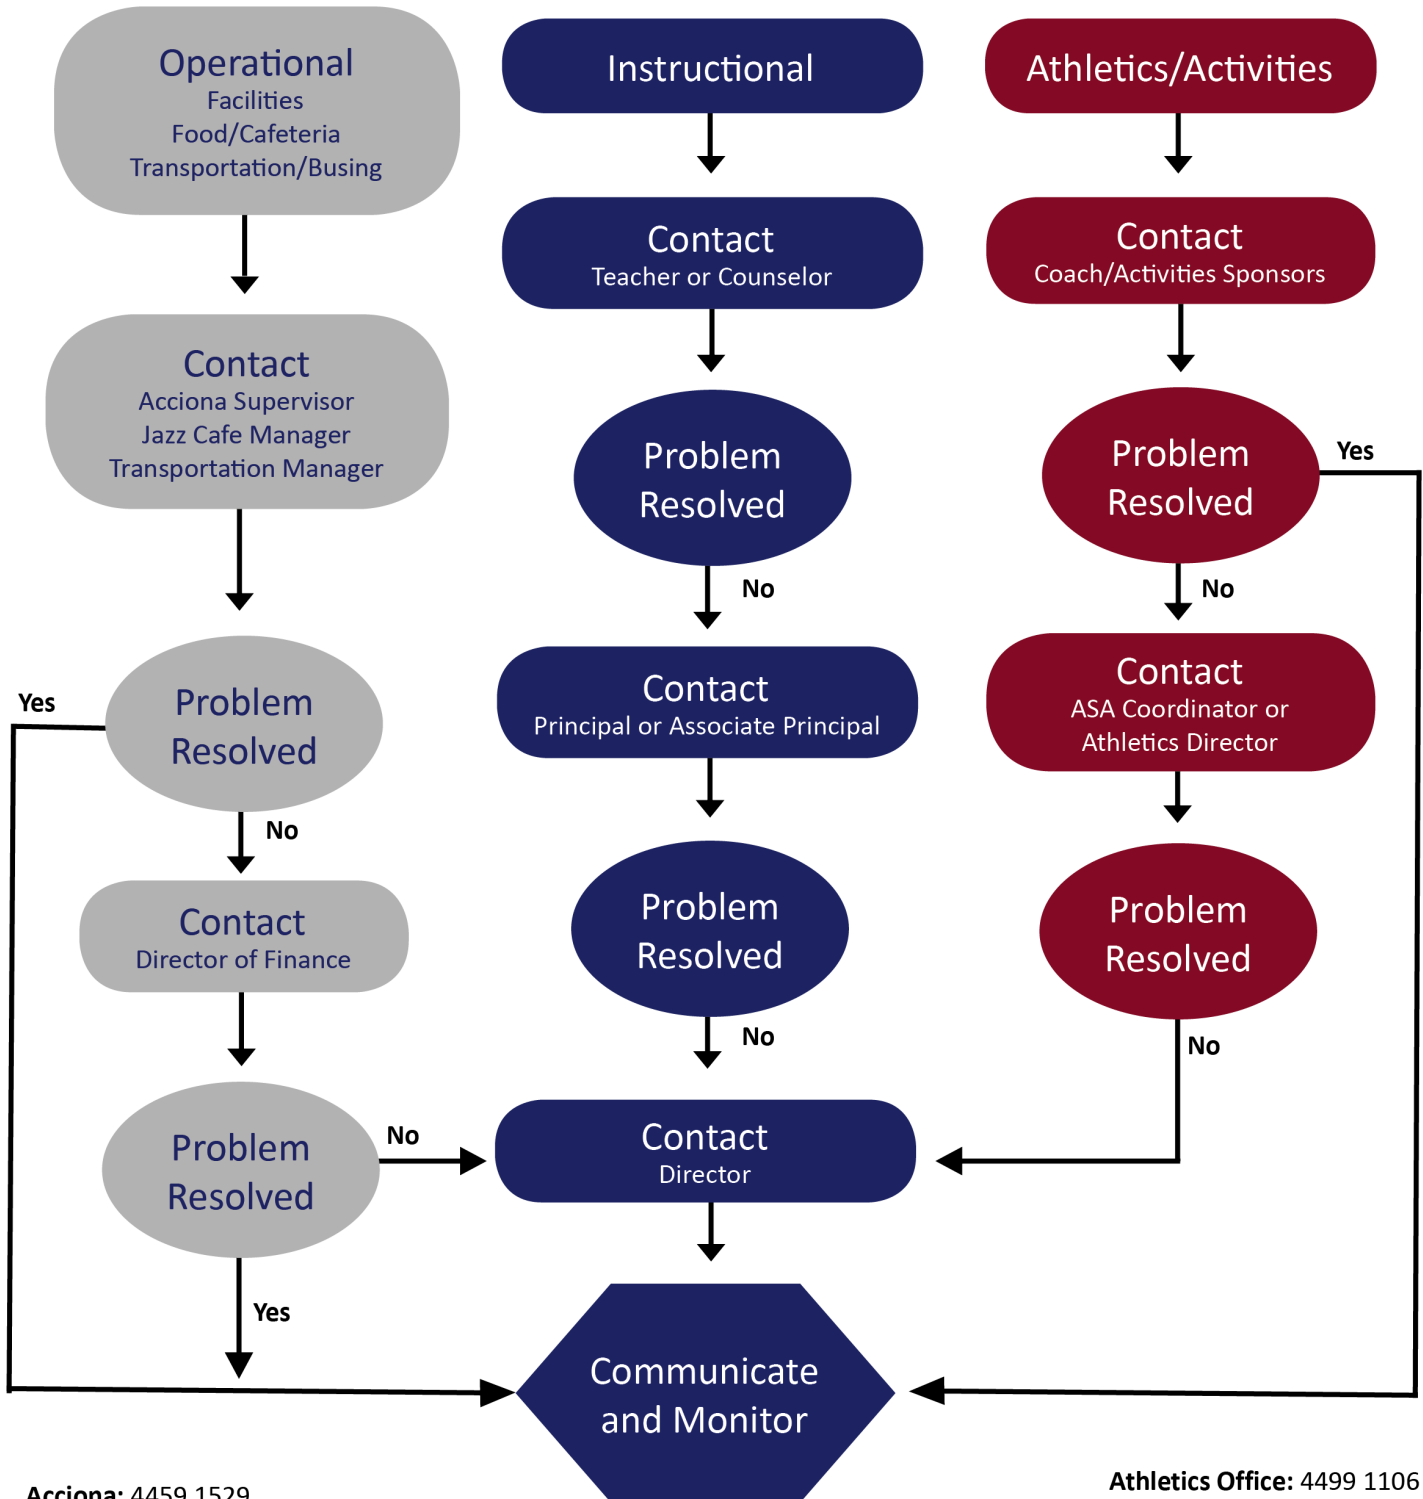 Operational
Facilities
Food/Cafeteria
Transportation/Busing
Contact
Acciona Supervisor
Jazz Cafe Manager
Transportation Manager
Problem
Resolved
Yes
No
Contact
Director of Finance
Problem
Resolved
No
Yes
Instructional
Contact
Teacher or Counselor
Problem
Resolved
No
Contact
Principal or Associate Principal
Problem
Resolved
No
Contact
Director
Communicate
and Monitor
Athletics/Activities
Contact
Coach/Activities Sponsors
Problem
Resolved
Yes
No
Contact
ASA Coordinator or
Athletics Director
Problem
Resolved
No
Acciona: 4459 1529
Athletics Office: 4499 1106